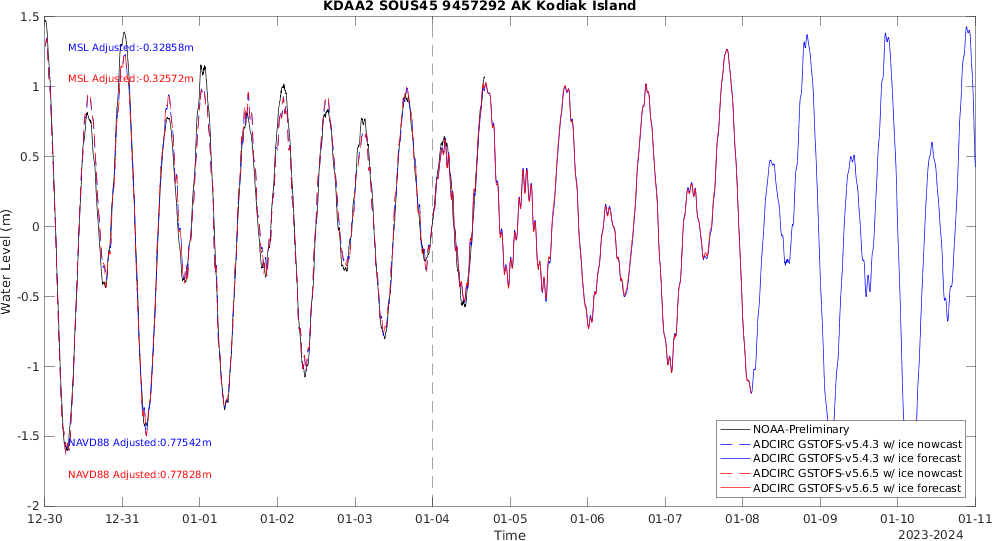 KDAA2 SOUS45 9457292 AK Kodiak Island
MSL Adjusted:-0.32858m
MSL Adjusted:-0.32572m
NAVD88 Adjusted:0.77542m
NAVD88 Adjusted:0.77828m
Water Level (m)
1.5
1
0.5
0
-0.5
-1
-1.5
-2
NOAA-Preliminary
ADCIRC GSTOFS-v5.4.3 w/ ice nowcast
ADCIRC GSTOFS-v5.4.3 w/ ice forecast
ADCIRC GSTOFS-v5.6.5 w/ ice nowcast
ADCIRC GSTOFS-v5.6.5 w/ ice forecast
12-30 12-31 01-01 01-02 01-03 01-04 01-05 01-06 01-07 01-08 01-09 01-10 01-11
Time
2023-2024